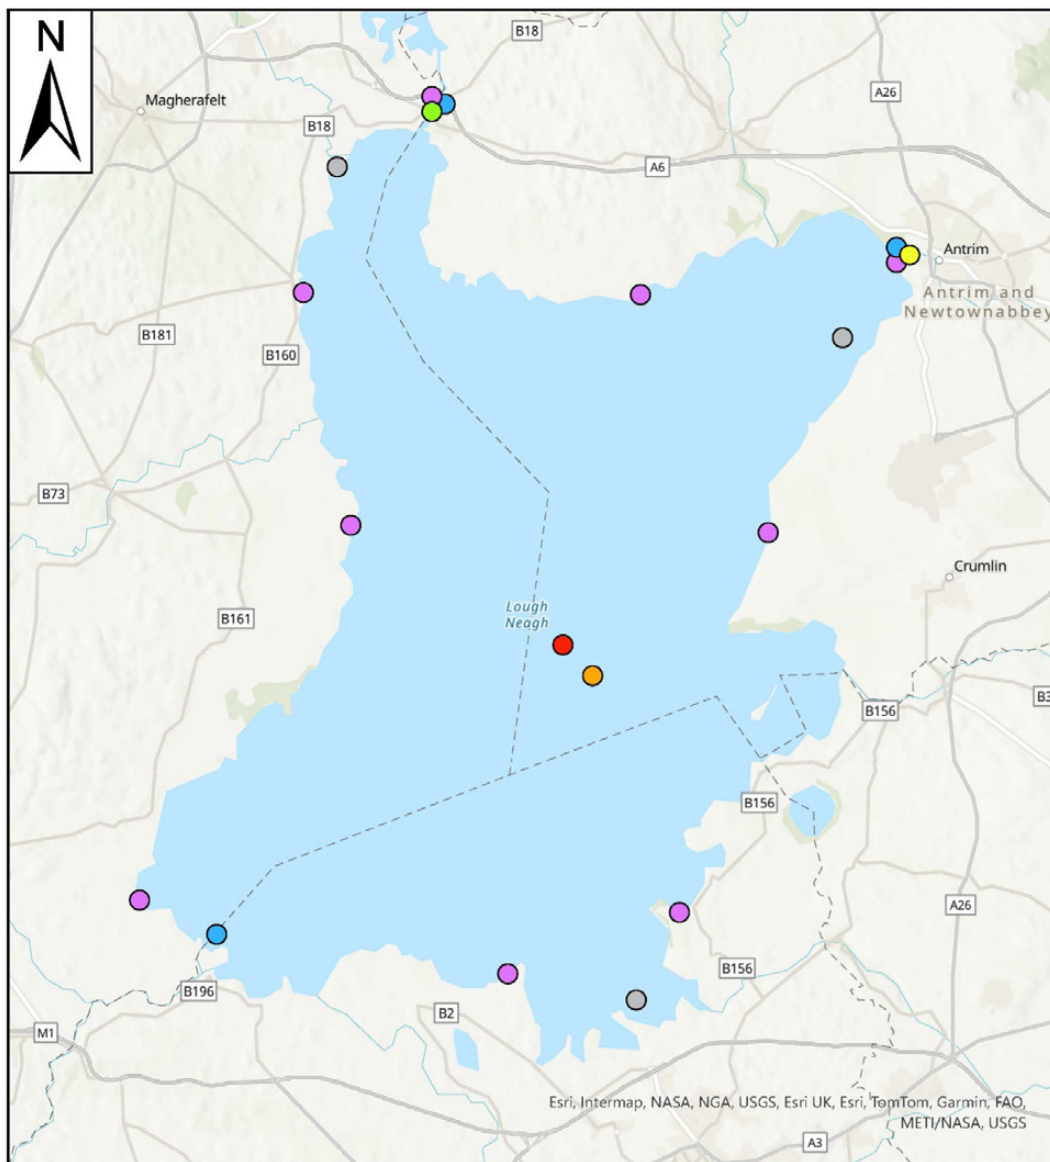 N
B18
Magherafelt
A26
B18
A6
Antrim
Antrim and
Newtownabbey
B181
B160
B73
Crumlin
Lough
Neagh
B161
B156
B3
B156
A26
B156
B196
B2
M1
Esri, Intermap, NASA, NGA, USGS, Esri UK, Esri, TomTom, Garmin, FAO,
METI/NASA, USGS
A3